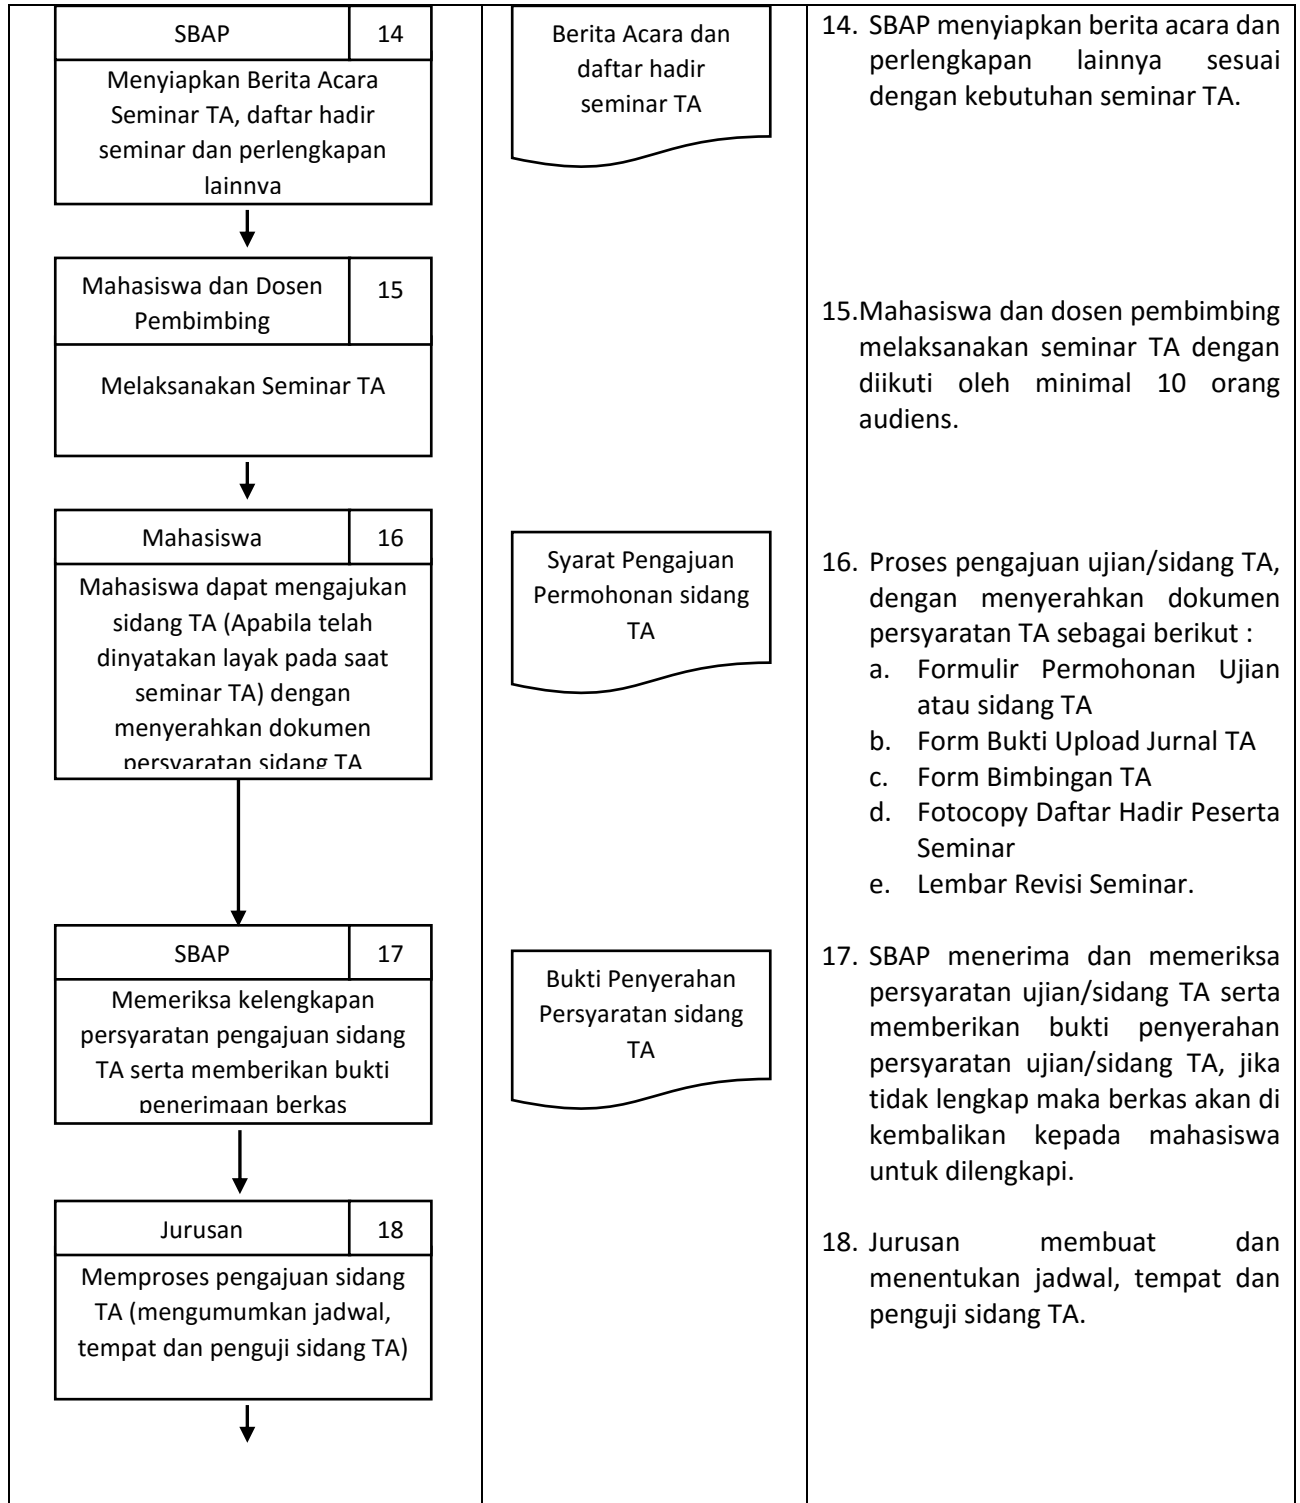 SBAP 14
Menyiapkan Berita Acara
Seminar TA, daftar hadir
seminar dan perlengkapan
lainnya
Mahasiswa dan Dosen
Pembimbing
15
Melaksanakan Seminar TA
Mahasiswa 16
Mahasiswa dapat mengajukan
sidang TA (Apabila telah
dinyatakan layak pada saat
seminar TA) dengan
menyerahkan dokumen
persyaratan sidang TA
SBAP 17
Memeriksa kelengkapan
persyaratan pengajuan sidang
TA serta memberikan bukti
penerimaan berkas
Jurusan 18
Memproses pengajuan sidang
TA (mengumumkan jadwal,
tempat dan penguji sidang TA)
Berita Acara dan
daftar hadir
seminar TA
Syarat Pengajuan
Permohonan sidang
TA
Bukti Penyerahan
Persyaratan sidang
TA
14. SBAP menyiapkan berita acara dan
perlengkapan lainnya sesuai
dengan kebutuhan seminar TA.
15.Mahasiswa dan dosen pembimbing
melaksanakan seminar TA dengan
diikuti oleh minimal 10 orang
audiens.
16. Proses pengajuan ujian/sidang TA,
dengan menyerahkan dokumen
persyaratan TA sebagai berikut :
a. Formulir Permohonan Ujian
atau sidang TA
b. Form Bukti Upload Jurnal TA
c. Form Bimbingan TA
d. Fotocopy Daftar Hadir Peserta
Seminar
e. Lembar Revisi Seminar.
17. SBAP menerima dan memeriksa
persyaratan ujian/sidang TA serta
memberikan bukti penyerahan
persyaratan ujian/sidang TA, jika
tidak lengkap maka berkas akan di
kembalikan kepada mahasiswa
untuk dilengkapi.
18. Jurusan membuat dan
menentukan jadwal, tempat dan
penguji sidang TA.